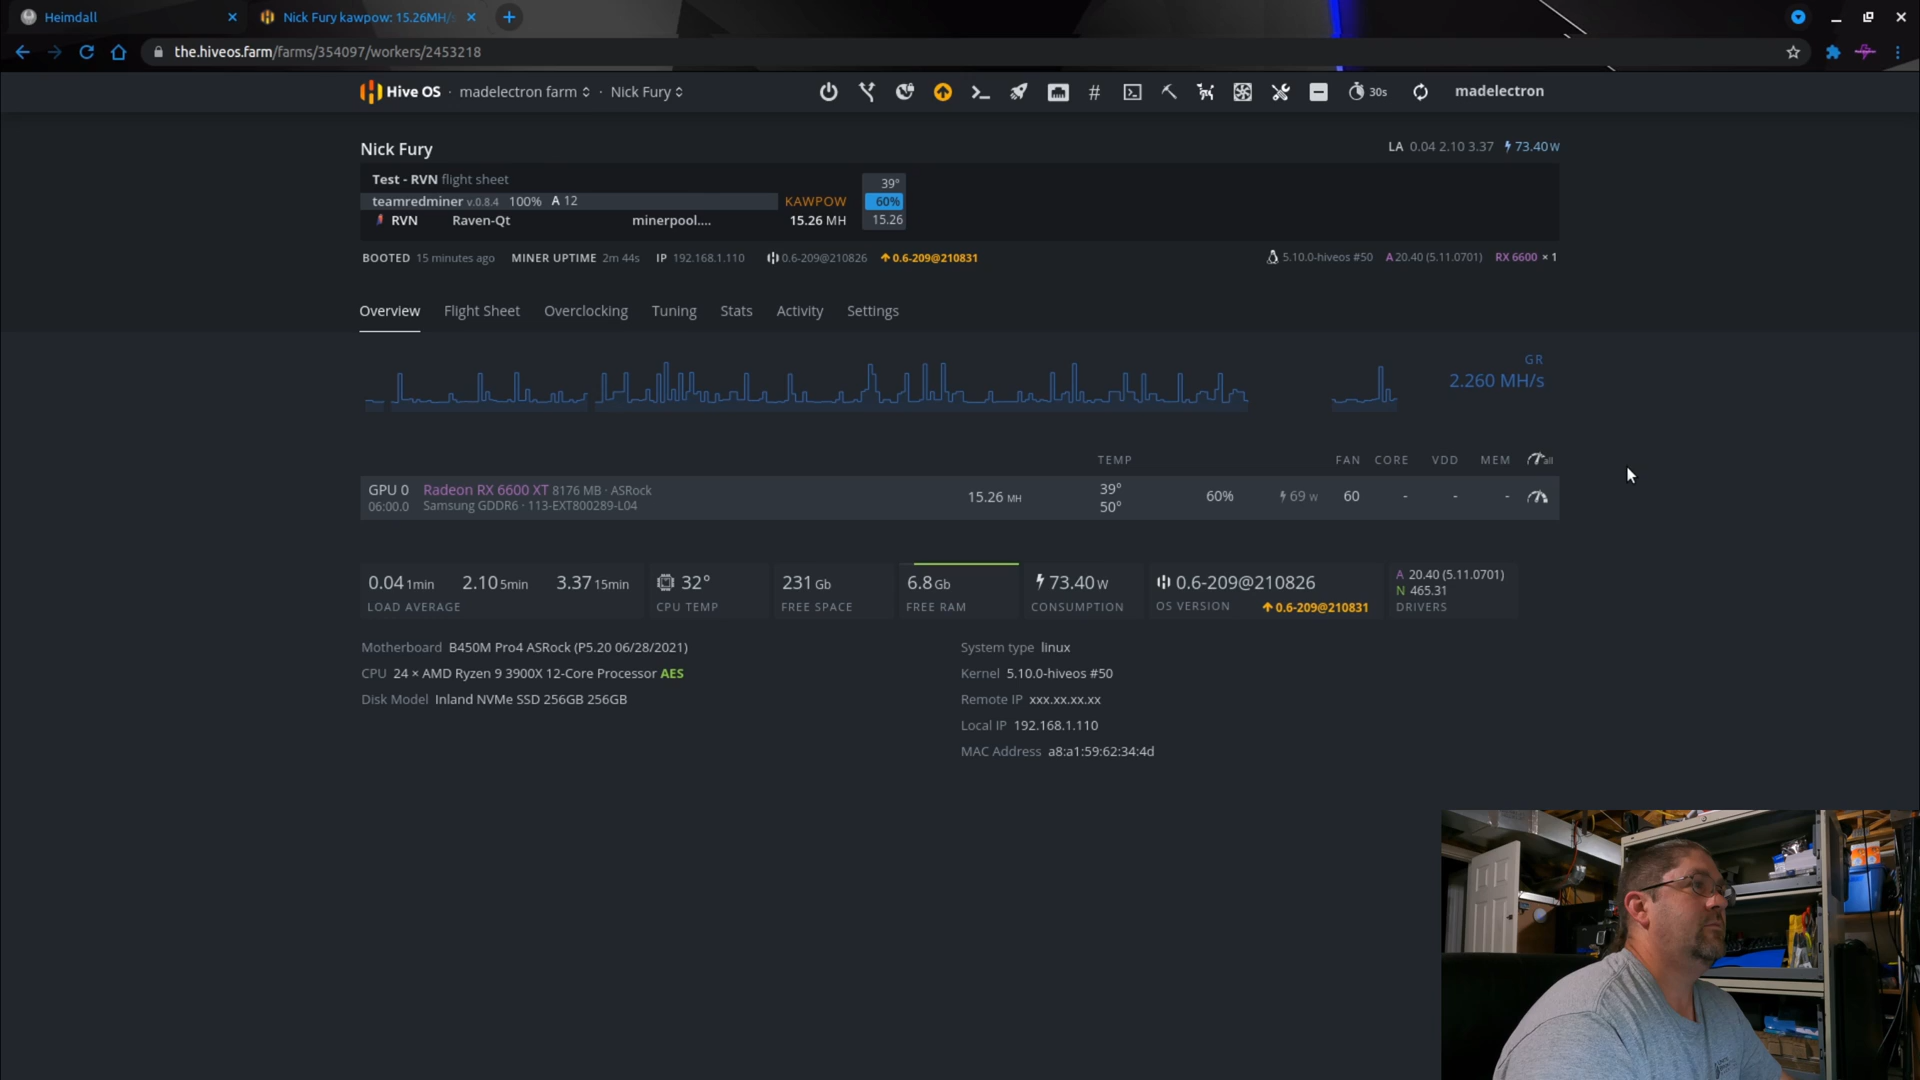 Heimdall
Nick Fury kawpow: 15.26MH/s
the.hiveos.farm/farms/354097/workers/2453218
Hive OS · madelectron farm · Nick Fury
# 30s madelectron
Nick Fury
LA 0.04 2.10 3.37 73.40 W
Test - RVN flight sheet
teamredminer v.0.8.4 100% A 12 KAWPOW
RVN Raven-Qt minerpool.... 15.26 MH
39°
60%
15.26
BOOTED 15 minutes ago MINER UPTIME 2m 44s IP 192.168.1.110 0.6-209@210826 0.6-209@210831
5.10.0-hiveos #50 A 20.40 (5.11.0701) RX 6600 × 1
Overview Flight Sheet Overclocking Tuning Stats Activity Settings
GR
2.260 MH/s
TEMP FAN CORE VDD MEM all
GPU 0 Radeon RX 6600 XT 8176 MB · ASRock
06:00.0 Samsung GDDR6 · 113-EXT800289-L04
15.26 MH 39° 50° 60% 69 W 60 - - -
0.04 1min 2.10 5min 3.37 15min
LOAD AVERAGE
32°
CPU TEMP
231 Gb
FREE SPACE
6.8 Gb
FREE RAM
73.40 W
CONSUMPTION
0.6-209@210826
OS VERSION 0.6-209@210831
A 20.40 (5.11.0701)
N 465.31
DRIVERS
Motherboard B450M Pro4 ASRock (P5.20 06/28/2021)
CPU 24 × AMD Ryzen 9 3900X 12-Core Processor AES
Disk Model Inland NVMe SSD 256GB 256GB
System type linux
Kernel 5.10.0-hiveos #50
Remote IP xxx.xx.xx.xx
Local IP 192.168.1.110
MAC Address a8:a1:59:62:34:4d